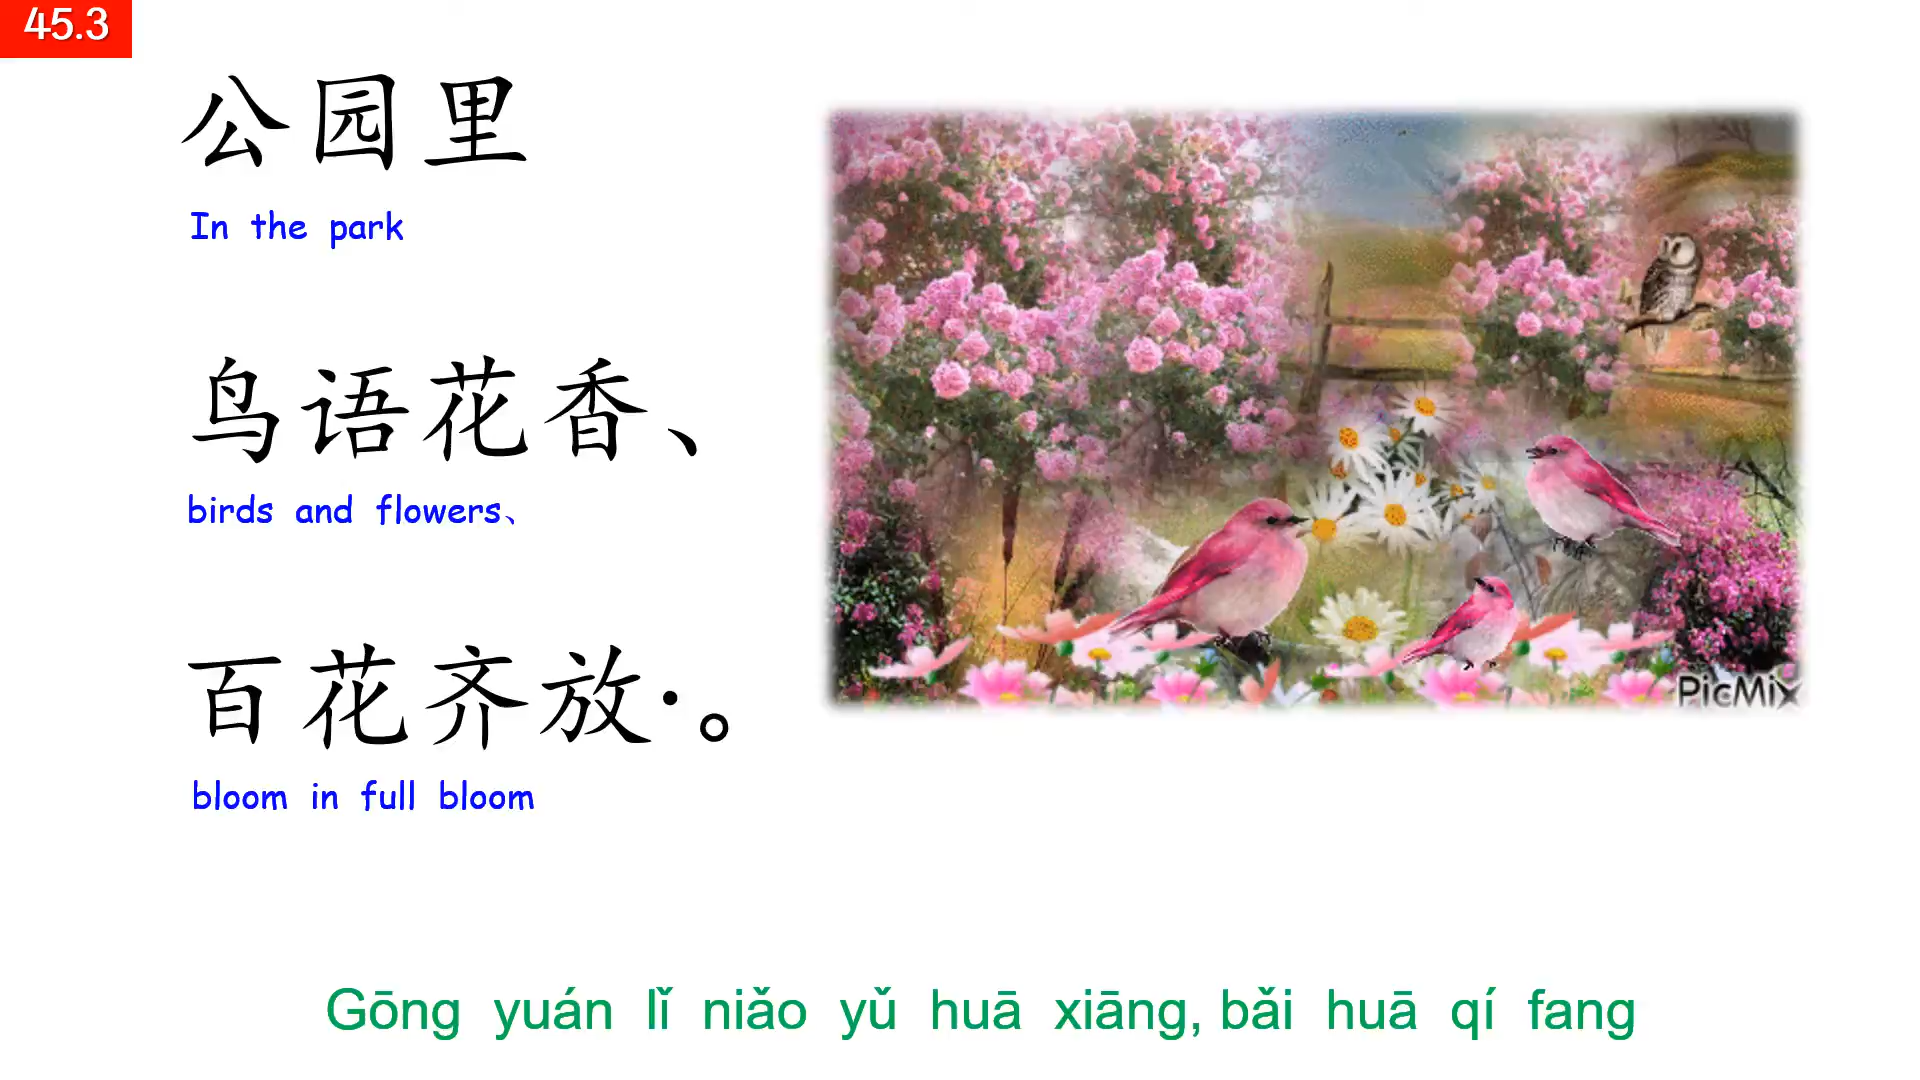 45.3
公园里
In the park
鸟语花香、
birds and flowers、
百花齐放·。
bloom in full bloom
PicMix
Gōng yuán lǐ niǎo yǔ huā xiāng, bǎi huā qí fang